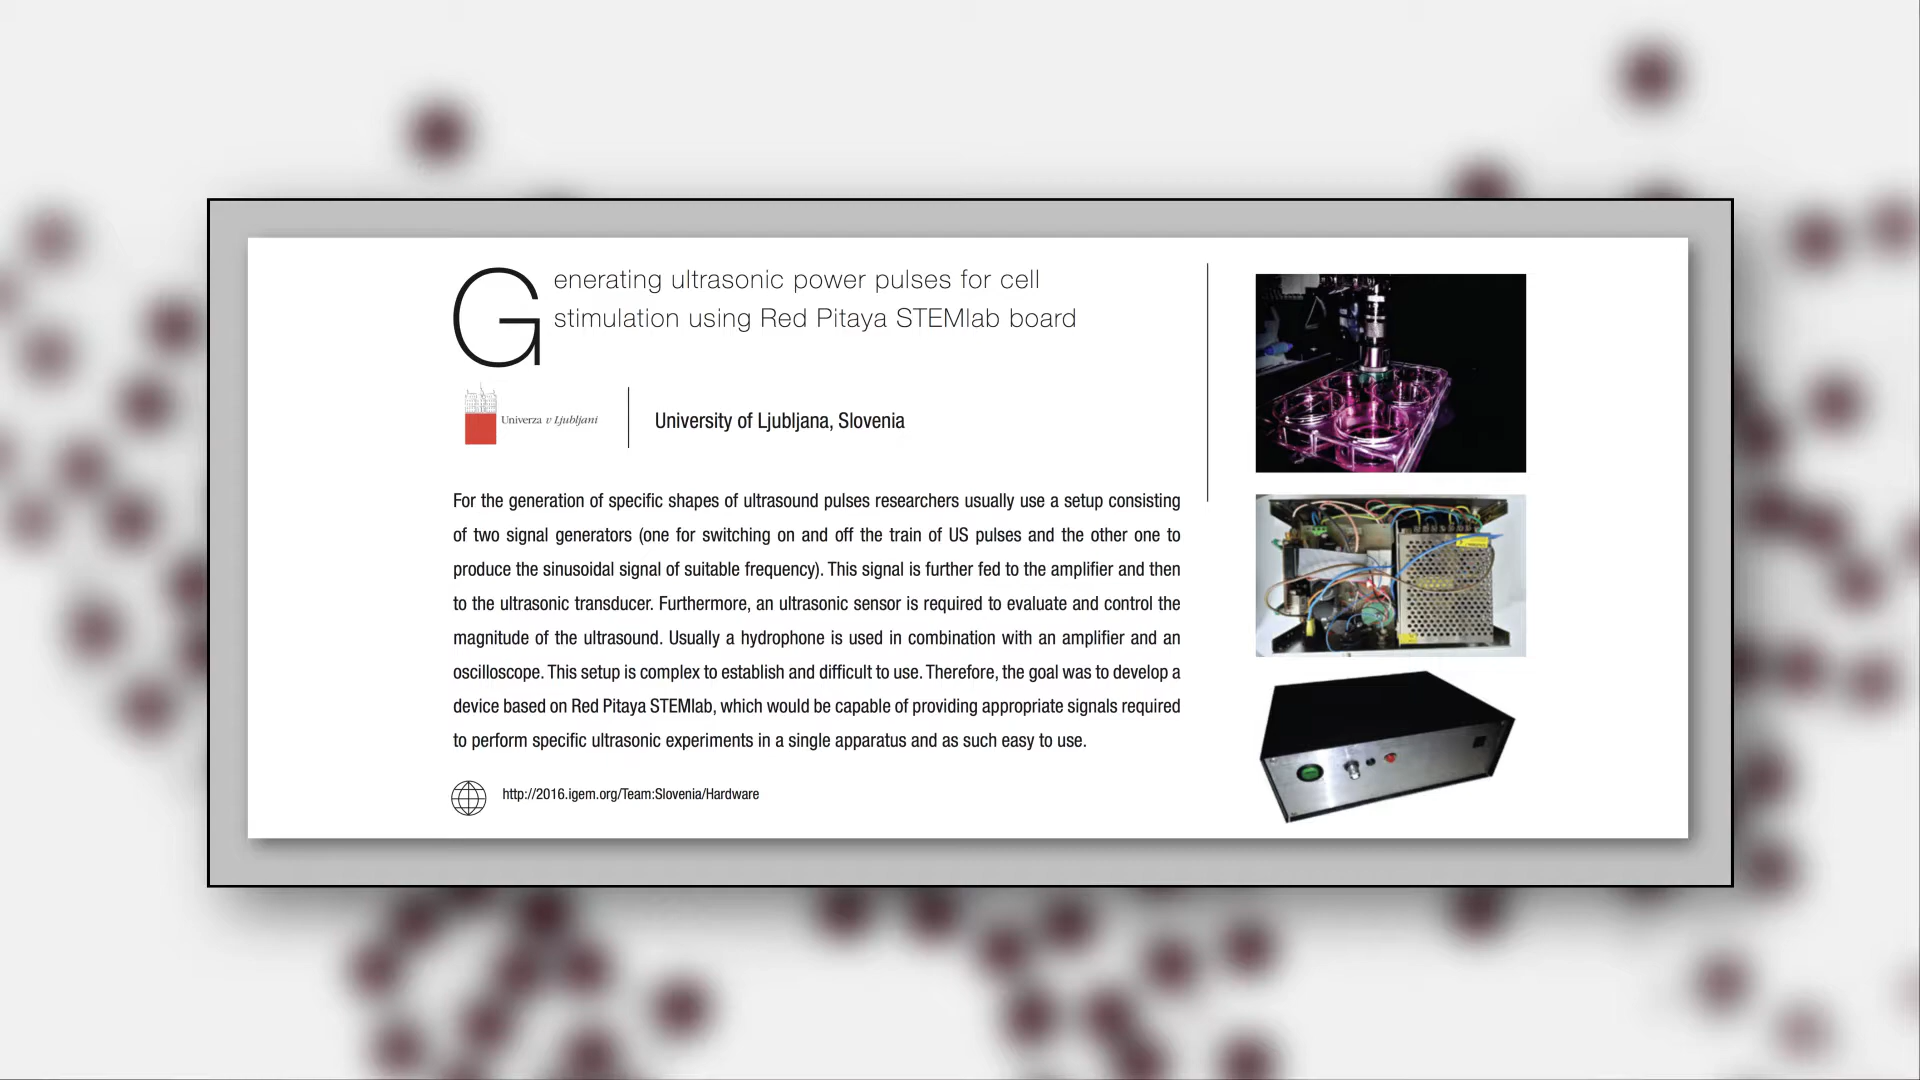 Generating ultrasonic power pulses for cell
stimulation using Red Pitaya STEMlab board
Univerza v Ljubljani
University of Ljubljana, Slovenia
For the generation of specific shapes of ultrasound pulses researchers usually use a setup consisting
of two signal generators (one for switching on and off the train of US pulses and the other one to
produce the sinusoidal signal of suitable frequency). This signal is further fed to the amplifier and then
to the ultrasonic transducer. Furthermore, an ultrasonic sensor is required to evaluate and control the
magnitude of the ultrasound. Usually a hydrophone is used in combination with an amplifier and an
oscilloscope. This setup is complex to establish and difficult to use. Therefore, the goal was to develop a
device based on Red Pitaya STEMlab, which would be capable of providing appropriate signals required
to perform specific ultrasonic experiments in a single apparatus and as such easy to use.
http://2016.igem.org/Team:Slovenia/Hardware